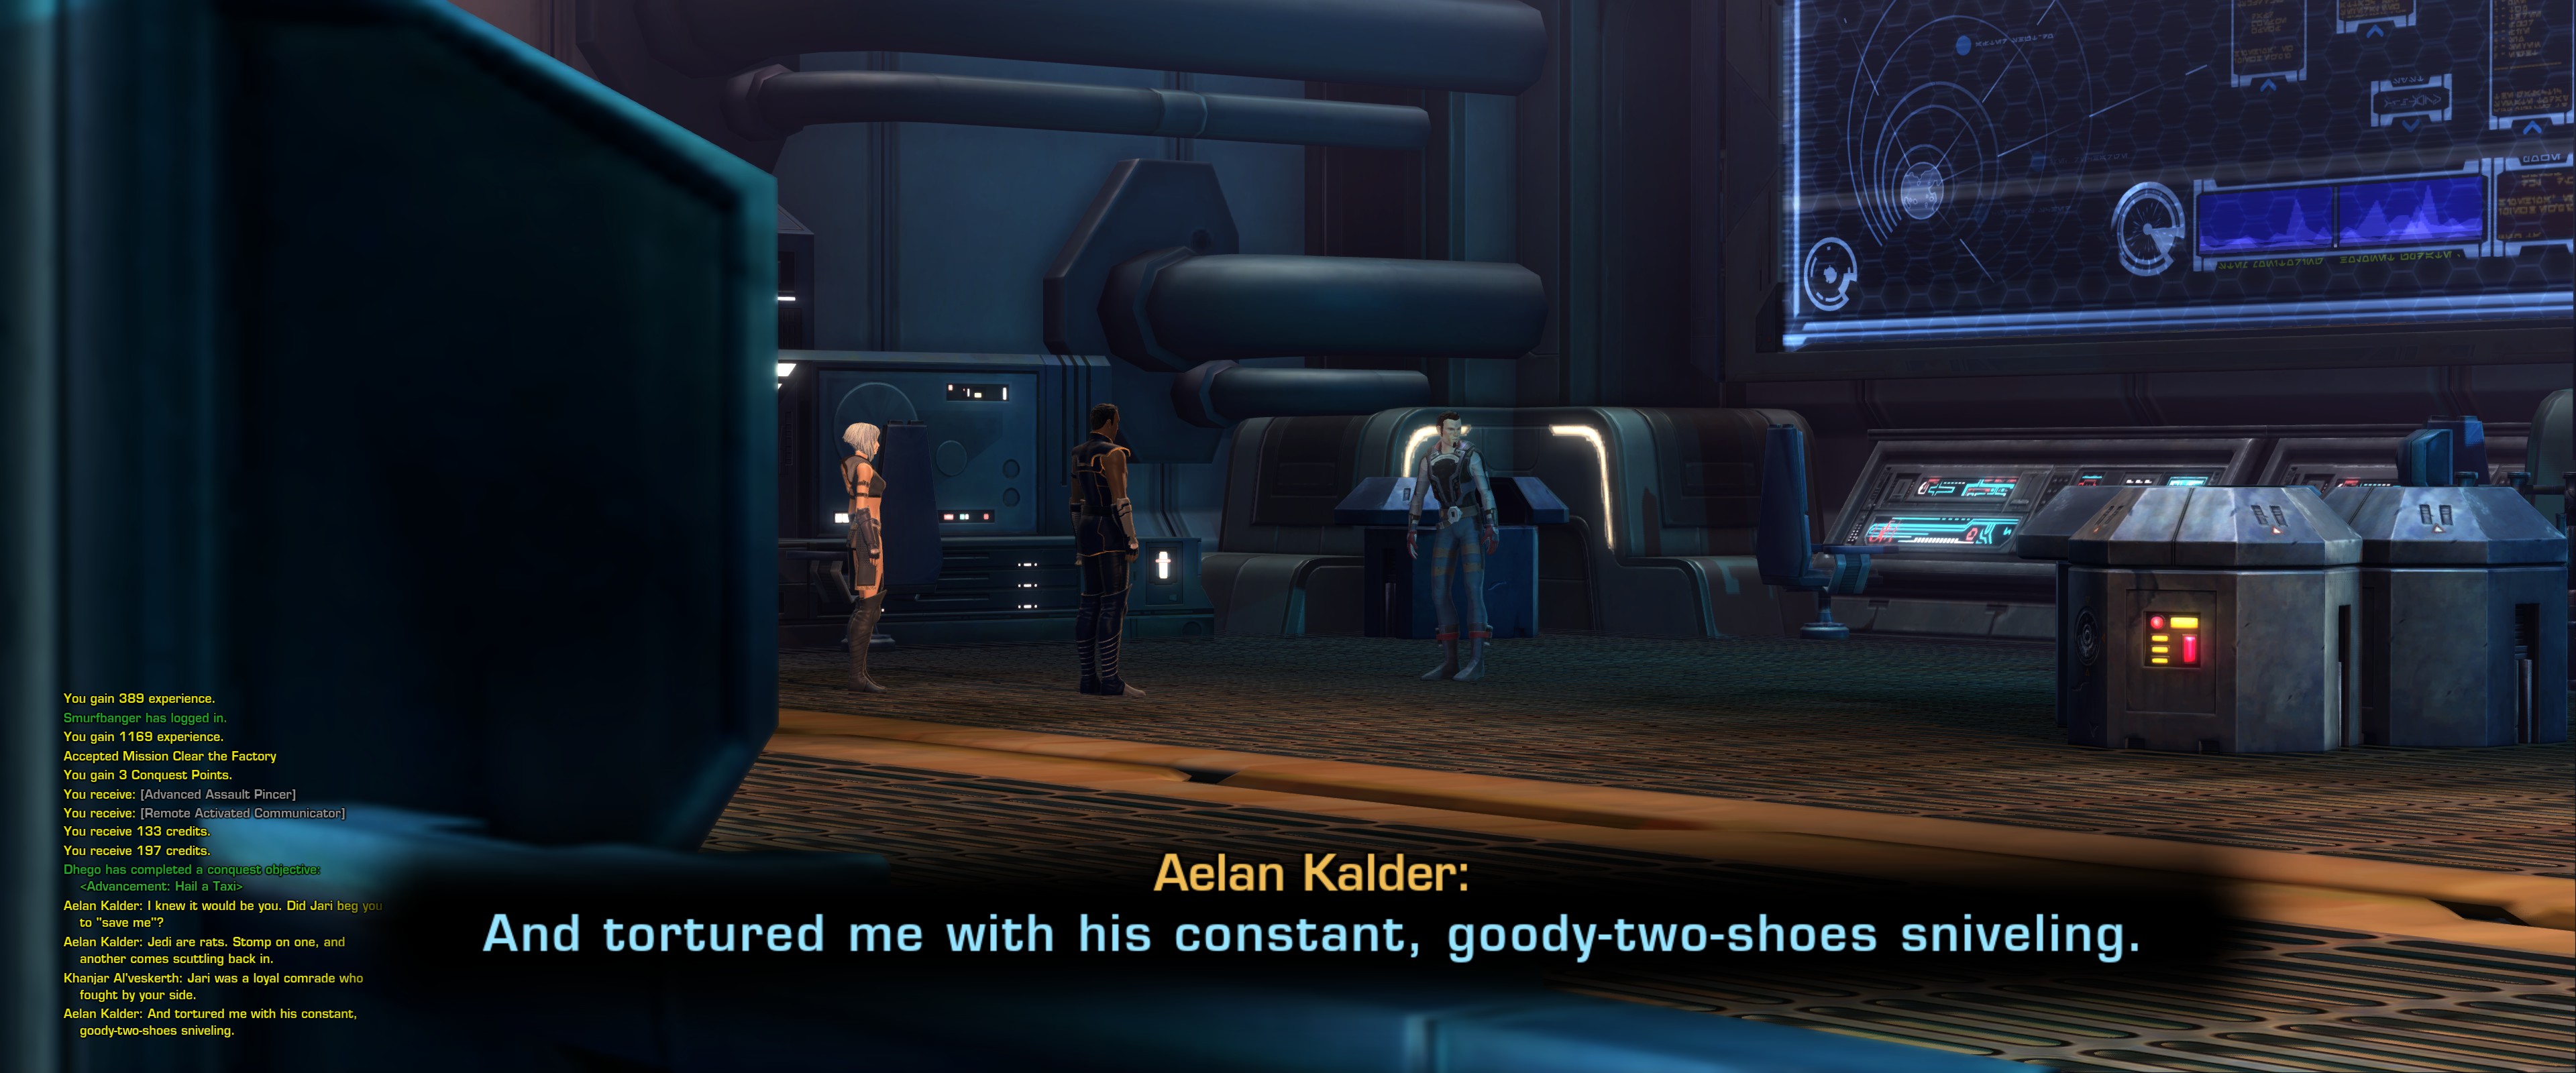 You gain 389 experience.
Smurfbanger has logged in.
You gain 1169 experience.
Accepted Mission Clear the Factory
You gain 3 Conquest Points.
You receive: [Advanced Assault Pincer]
You receive: [Remote Activated Communicator]
You receive 133 credits.
You receive 197 credits.
Dhego has completed a conquest objective:
<Advancement: Hail a Taxi>
Aelan Kalder: I knew it would be you. Did Jari beg you
to "save me"?
Aelan Kalder: Jedi are rats. Stomp on one, and
another comes scuttling back in.
Khanjar Al'veskerth: Jari was a loyal comrade who
fought by your side.
Aelan Kalder: And tortured me with his constant,
goody-two-shoes sniveling.
Aelan Kalder:
And tortured me with his constant, goody-two-shoes sniveling.